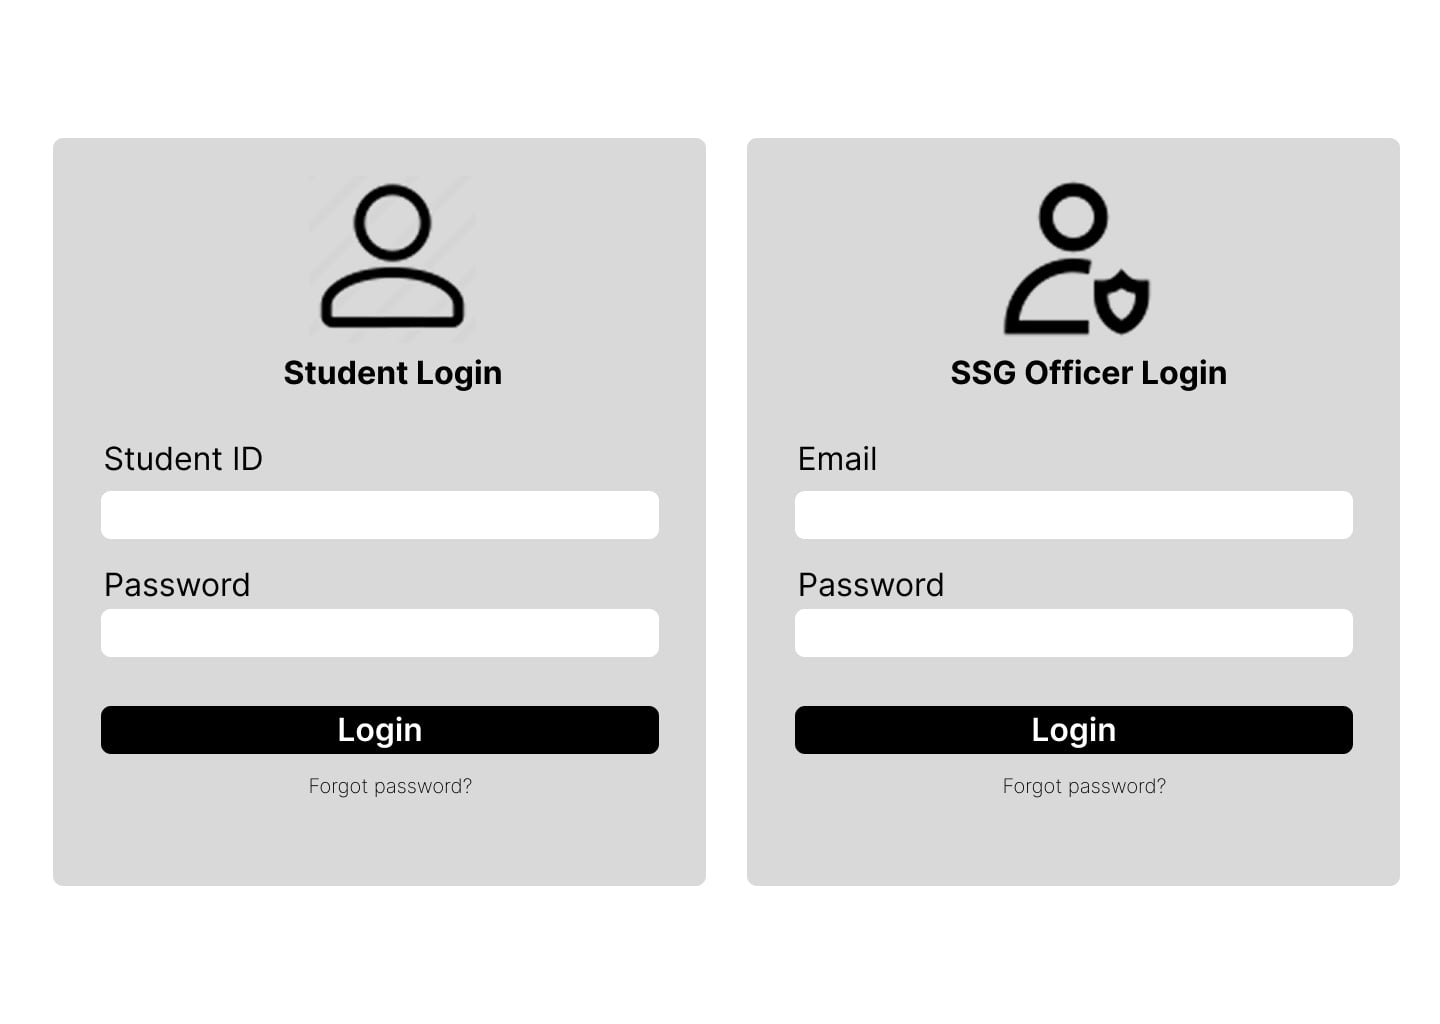 Student Login
Student ID
Password
Login
Forgot password?
SSG Officer Login
Email
Password
Login
Forgot password?